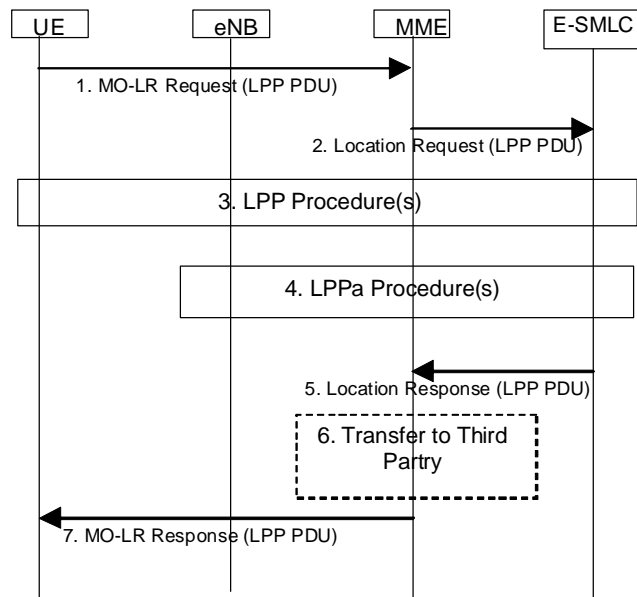 UE
eNB
MME
E-SMLC
1. MO-LR Request (LPP PDU)
2. Location Request (LPP PDU)
3. LPP Procedure(s)
4. LPPa Procedure(s)
5. Location Response (LPP PDU)
6. Transfer to Third
Partry
7. MO-LR Response (LPP PDU)